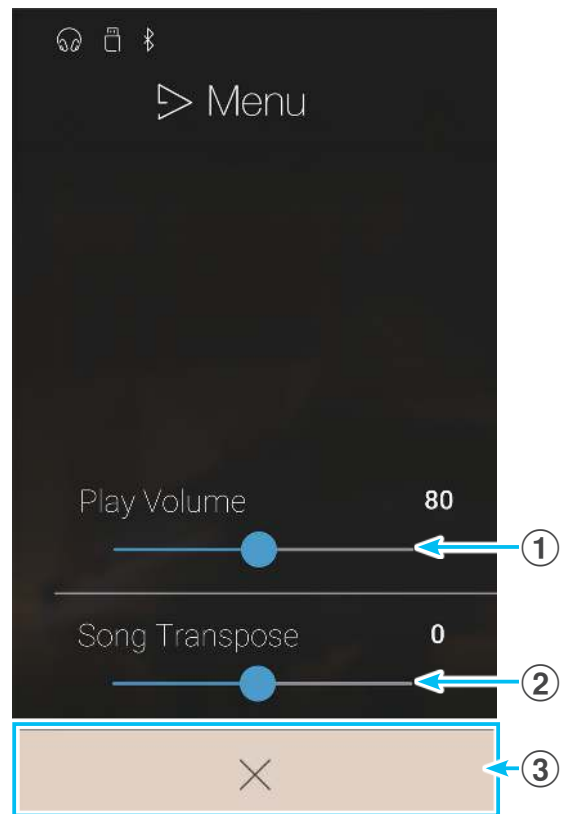 Menu
Play Volume 80
①
Song Transpose 0
②
③